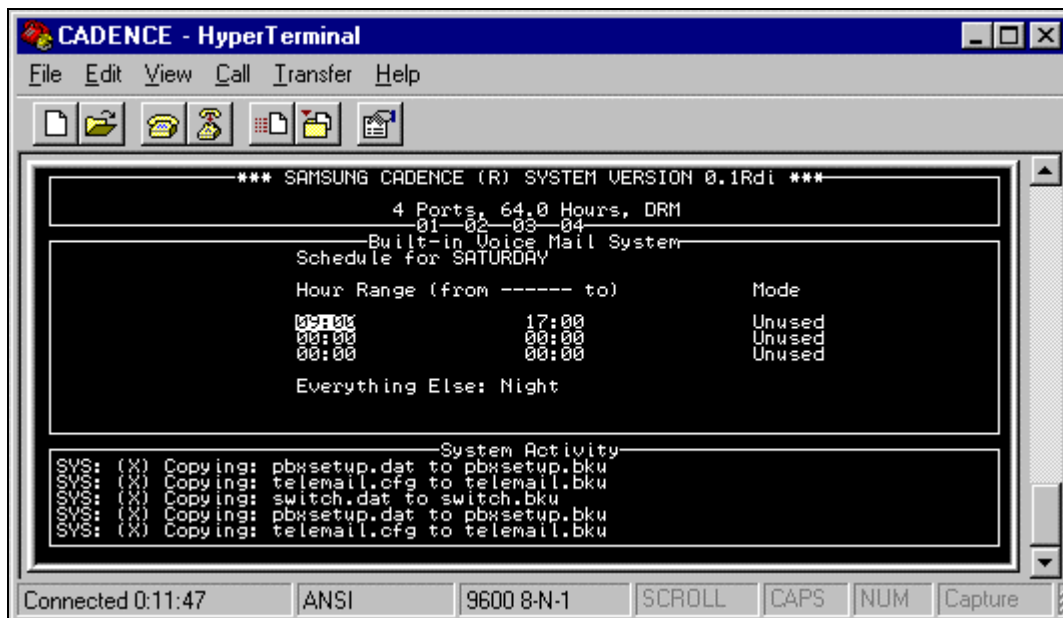 CADENCE - HyperTerminal
File Edit View Call Transfer Help
*** SAMSUNG CADENCE (R) SYSTEM VERSION 0.1Rdi ***
4 Ports, 64.0 Hours, DRM
01 02 03 04
Built-in Voice Mail System
Schedule for SATURDAY
Hour Range (from ------ to) Mode
09:00 17:00 Unused
00:00 00:00 Unused
00:00 00:00 Unused
Everything Else: Night
System Activity
SYS: (X) Copying: pbxsetup.dat to pbxsetup.bku
SYS: (X) Copying: telemail.cfg to telemail.bku
SYS: (X) Copying: switch.dat to switch.bku
SYS: (X) Copying: pbxsetup.dat to pbxsetup.bku
SYS: (X) Copying: telemail.cfg to telemail.bku
Connected 0:11:47 ANSI 9600 8-N-1 SCROLL CAPS NUM Capture